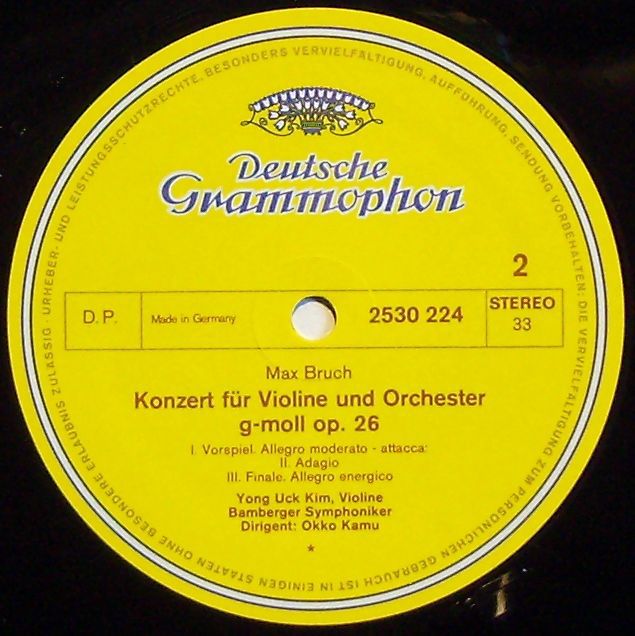 URHEBER- UND LEISTUNGSSCHUTZRECHTE, BESONDERS VERVIELFÄLTIGUNG, AUFFÜHRUNG, SENDUNG VORBEHALTEN; DIE VERVIELFÄLTIGUNG ZUM PERSÖNLICHEN GEBRAUCH IST IN EINIGEN STAATEN OHNE BESONDERE ERLAUBNIS ZULÄSSIG
Deutsche
Grammophon
2
D. P. Made in Germany 2530 224 STEREO
33
Max Bruch
Konzert für Violine und Orchester
g-moll op. 26
I. Vorspiel. Allegro moderato - attacca:
II. Adagio
III. Finale. Allegro energico
Yong Uck Kim, Violine
Bamberger Symphoniker
Dirigent: Okko Kamu
*